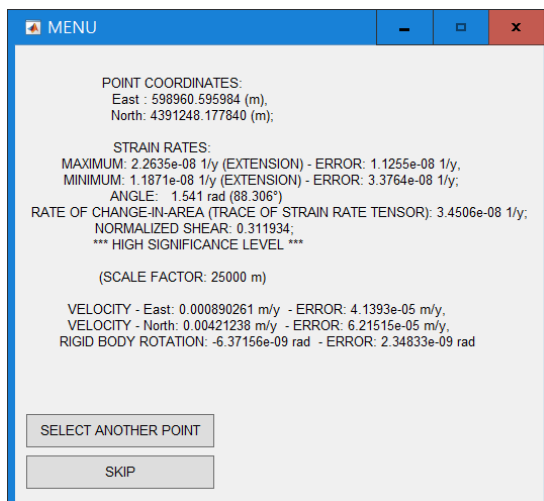 MENU
POINT COORDINATES:
East : 598960.595984 (m),
North: 4391248.177840 (m);
STRAIN RATES:
MAXIMUM: 2.2635e-08 1/y (EXTENSION) - ERROR: 1.1255e-08 1/y,
MINIMUM: 1.1871e-08 1/y (EXTENSION) - ERROR: 3.3764e-08 1/y;
ANGLE: 1.541 rad (88.306°)
RATE OF CHANGE-IN-AREA (TRACE OF STRAIN RATE TENSOR): 3.4506e-08 1/y;
NORMALIZED SHEAR: 0.311934;
*** HIGH SIGNIFICANCE LEVEL ***
(SCALE FACTOR: 25000 m)
VELOCITY - East: 0.000890261 m/y - ERROR: 4.1393e-05 m/y,
VELOCITY - North: 0.00421238 m/y - ERROR: 6.21515e-05 m/y,
RIGID BODY ROTATION: -6.37156e-09 rad - ERROR: 2.34833e-09 rad
SELECT ANOTHER POINT
SKIP